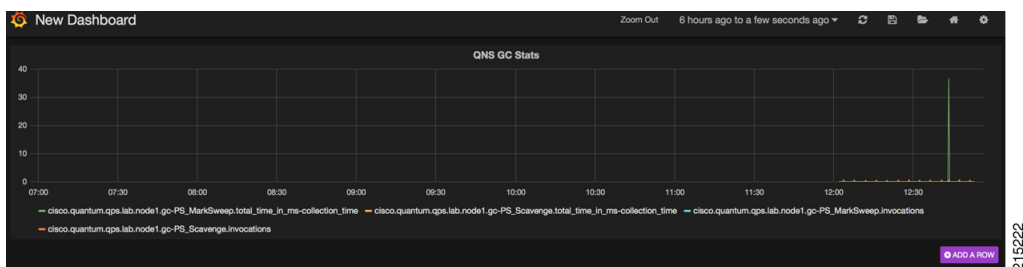 New Dashboard
Zoom Out 6 hours ago to a few seconds ago
QNS GC Stats
40
30
20
10
0
07:00 07:30 08:00 08:30 09:00 09:30 10:00 10:30 11:00 11:30 12:00 12:30
cisco.quantum.qps.lab.node1.gc-PS_MarkSweep.total_time_in_ms-collection_time cisco.quantum.qps.lab.node1.gc-PS_Scavenge.total_time_in_ms-collection_time cisco.quantum.qps.lab.node1.gc-PS_MarkSweep.invocations
cisco.quantum.qps.lab.node1.gc-PS_Scavenge.invocations
ADD A ROW
215222